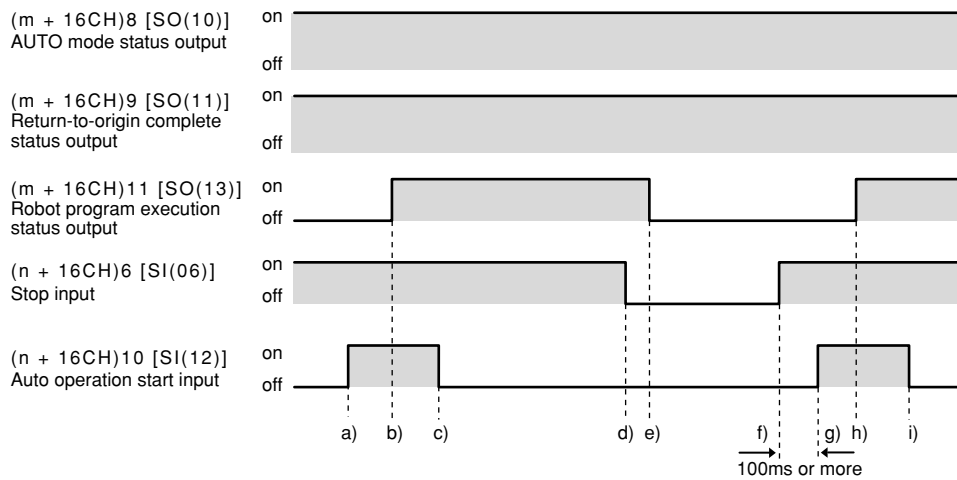 (m + 16CH)8 [SO(10)]
AUTO mode status output
on
off
(m + 16CH)9 [SO(11)]
Return-to-origin complete
status output
on
off
(m + 16CH)11 [SO(13)]
Robot program execution
status output
on
off
(n + 16CH)6 [SI(06)]
Stop input
on
off
(n + 16CH)10 [SI(12)]
Auto operation start input
on
off
a) b) c) d) e) f) g) h) i)
100ms or more